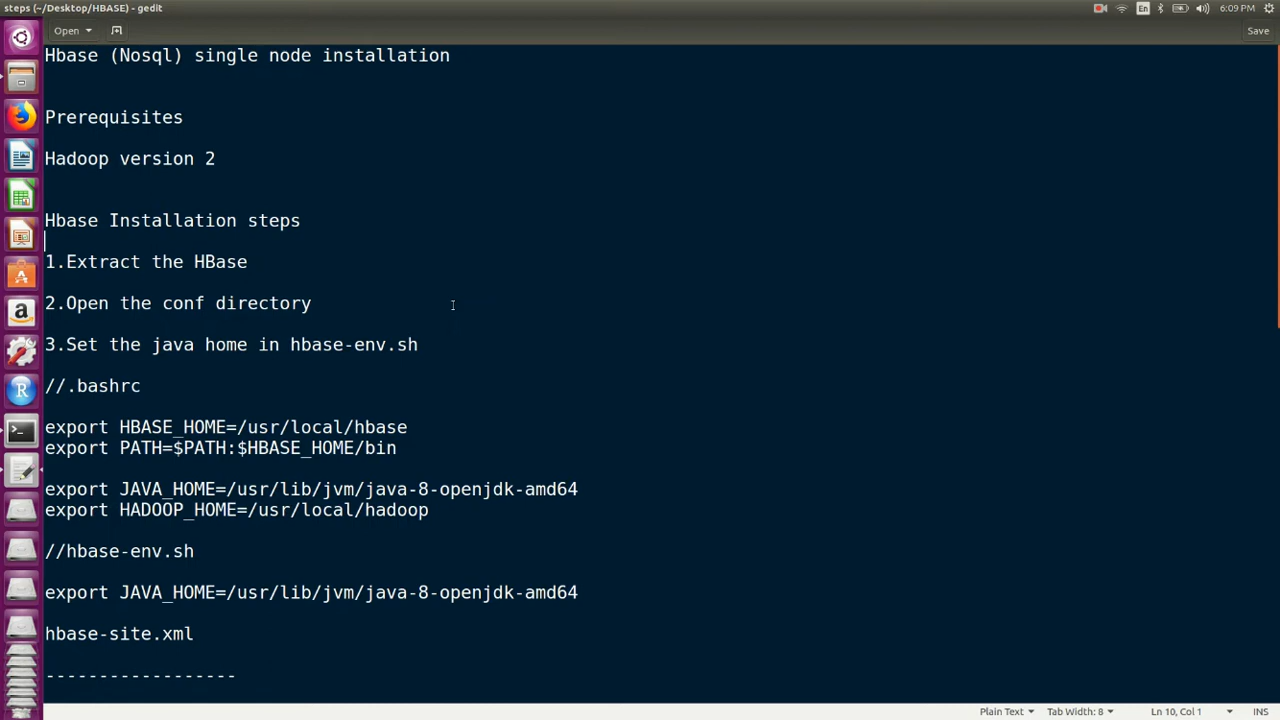 steps (~/Desktop/HBASE) - gedit
En
6:09 PM
Open
Save
Hbase (Nosql) single node installation
Prerequisites
Hadoop version 2
Hbase Installation steps
1.Extract the HBase
2.Open the conf directory
3.Set the java home in hbase-env.sh
//.bashrc
export HBASE_HOME=/usr/local/hbase
export PATH=$PATH:$HBASE_HOME/bin
export JAVA_HOME=/usr/lib/jvm/java-8-openjdk-amd64
export HADOOP_HOME=/usr/local/hadoop
//hbase-env.sh
export JAVA_HOME=/usr/lib/jvm/java-8-openjdk-amd64
hbase-site.xml
------------------
Plain Text
Tab Width: 8
Ln 10, Col 1
INS